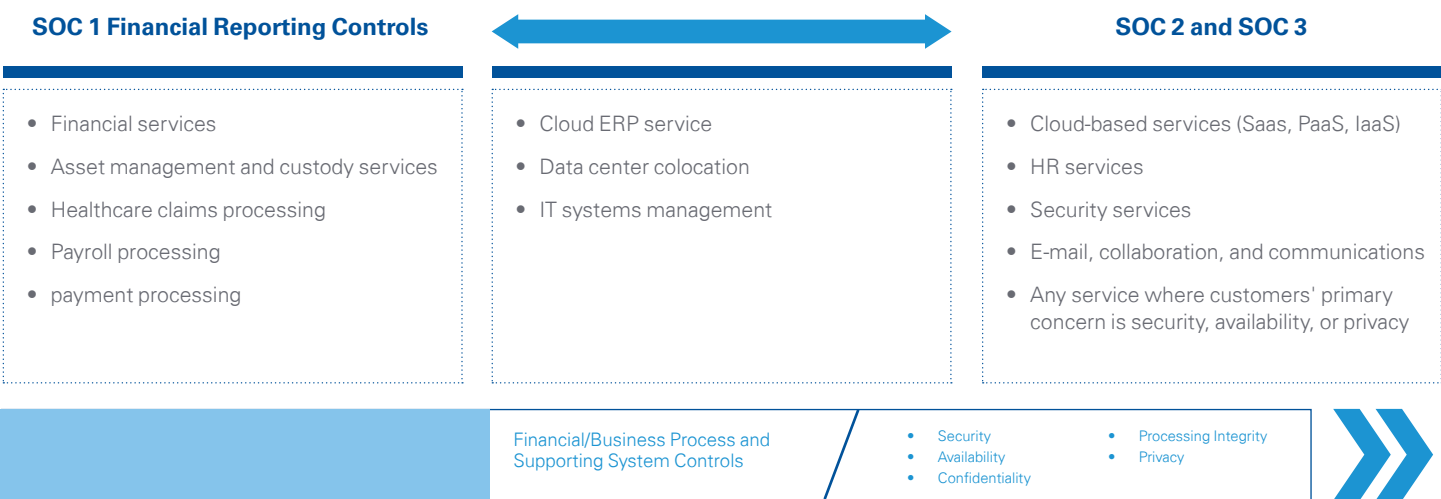 SOC 1 Financial Reporting Controls
SOC 2 and SOC 3
• Financial services
• Asset management and custody services
• Healthcare claims processing
• Payroll processing
• payment processing
• Cloud ERP service
• Data center colocation
• IT systems management
• Cloud-based services (Saas, PaaS, IaaS)
• HR services
• Security services
• E-mail, collaboration, and communications
• Any service where customers' primary
concern is security, availability, or privacy
Financial/Business Process and
Supporting System Controls
• Security
• Availability
• Confidentiality
• Processing Integrity
• Privacy